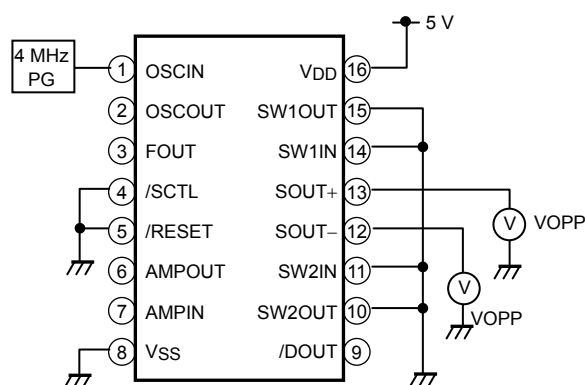 5 V
4 MHz
PG
1 OSCIN
2 OSCOUT
3 FOUT
4 /SCTL
5 /RESET
6 AMPOUT
7 AMPIN
8 VSS
VDD 16
SW1OUT 15
SW1IN 14
SOUT+ 13
SOUT− 12
SW2IN 11
SW2OUT 10
/DOUT 9
V VOPP
V
VOPP